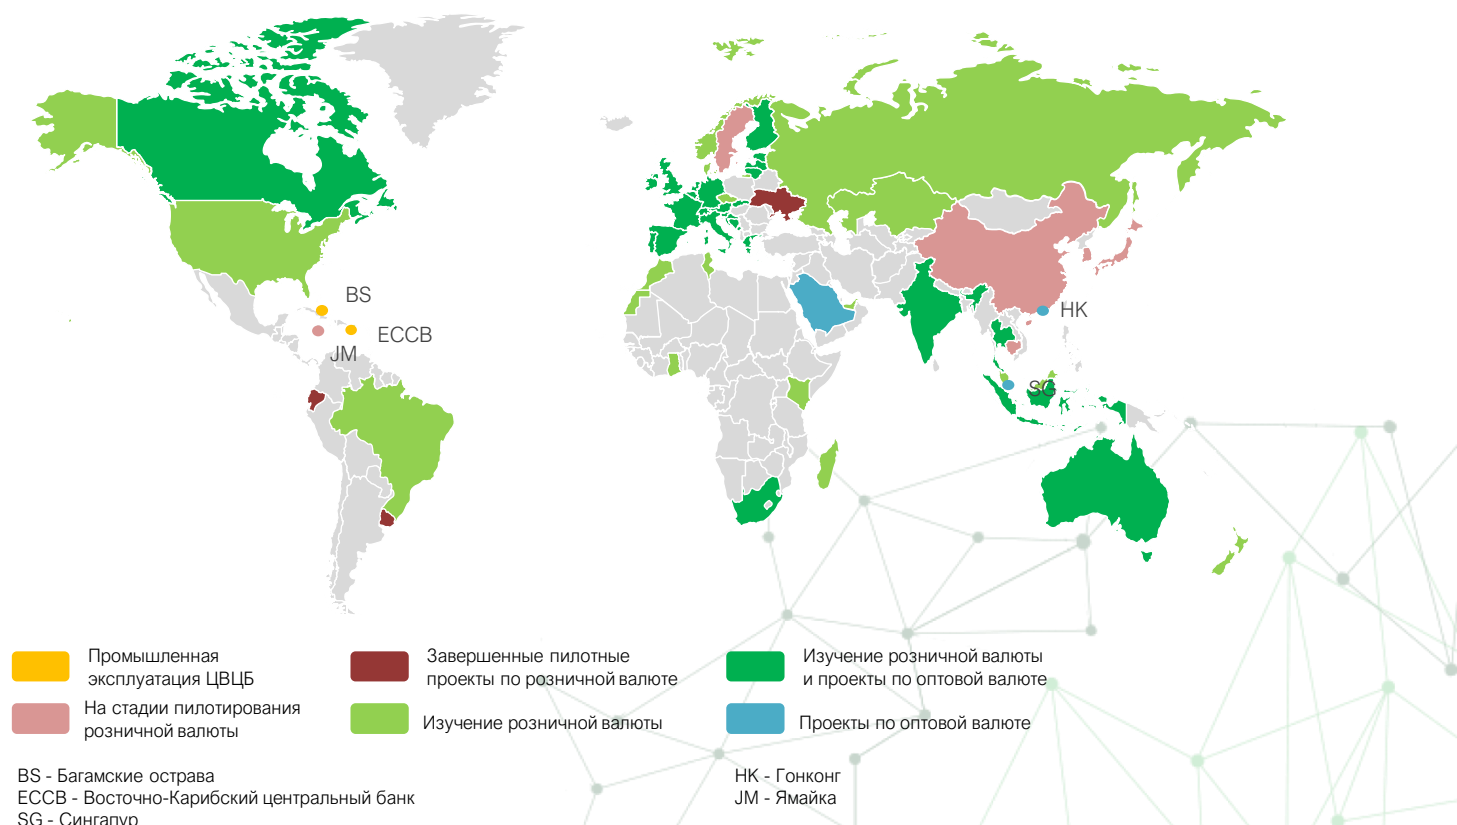 BS
ECCB
JM
HK
SG
Промышленная
эксплуатация ЦВЦБ
Завершенные пилотные
проекты по розничной валюте
Изучение розничной валюты
и проекты по оптовой валюте
На стадии пилотирования
розничной валюты
Изучение розничной валюты
Проекты по оптовой валюте
BS - Багамские острова
ECCB - Восточно-Карибский центральный банк
SG - Сингапур
HK - Гонконг
JM - Ямайка